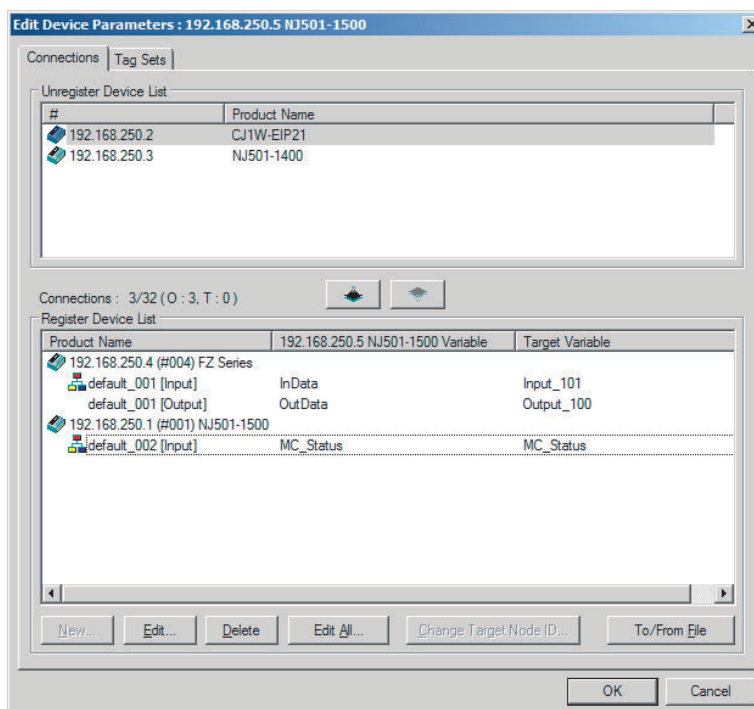 Edit Device Parameters : 192.168.250.5 NJ501-1500
Connections Tag Sets
Unregister Device List
# Product Name
192.168.250.2 CJ1W-EIP21
192.168.250.3 NJ501-1400
Connections : 3/32 ( O : 3, T : 0 )
Register Device List
Product Name 192.168.250.5 NJ501-1500 Variable Target Variable
192.168.250.4 (#004) FZ Series
default_001 [Input] InData Input_101
default_001 [Output] OutData Output_100
192.168.250.1 (#001) NJ501-1500
default_002 [Input] MC_Status MC_Status
New... Edit... Delete Edit All... Change Target Node ID... To/From File
OK Cancel